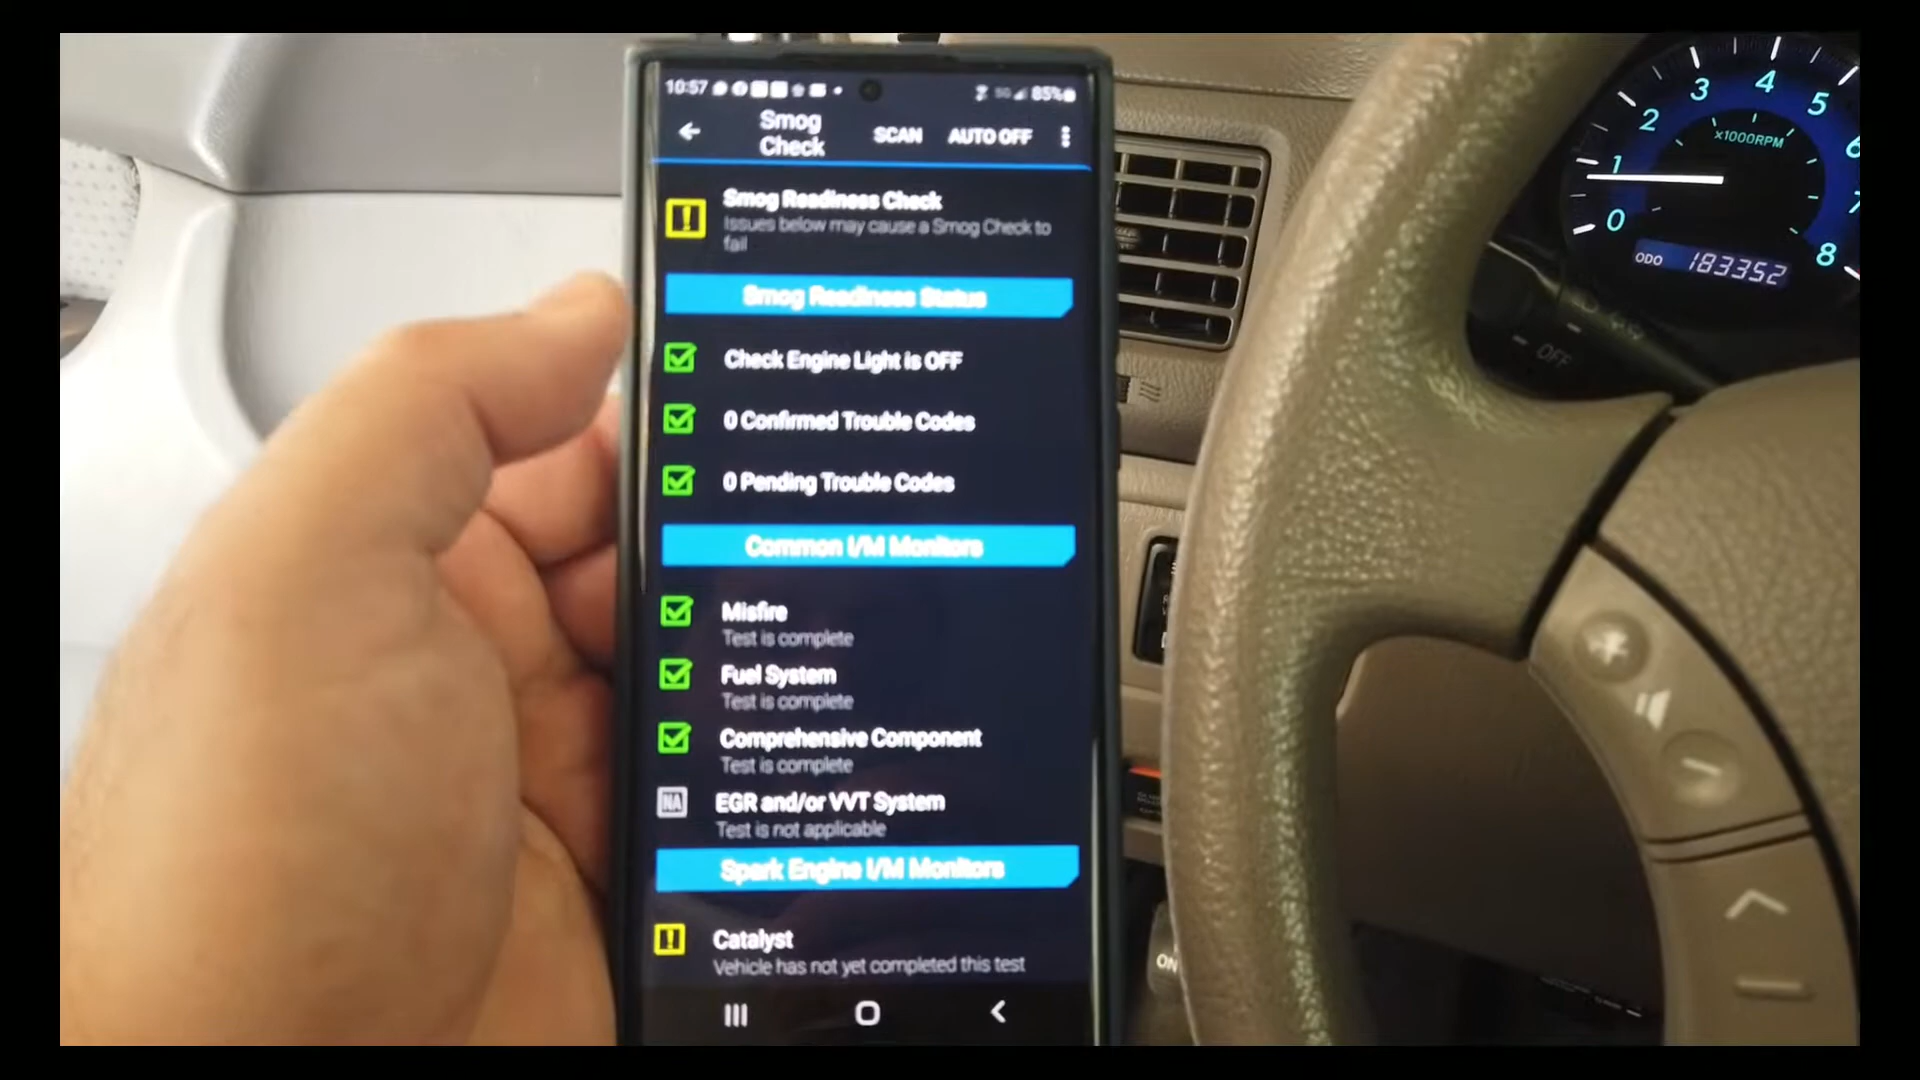 10:57
5G
85%
Smog
Check
SCAN
AUTO OFF
Smog Readiness Check
Issues below may cause a Smog Check to
fail
Smog Readiness Status
Check Engine Light is OFF
0 Confirmed Trouble Codes
0 Pending Trouble Codes
Common I/M Monitors
Misfire
Test is complete
Fuel System
Test is complete
Comprehensive Component
Test is complete
NA
EGR and/or VVT System
Test is not applicable
Spark Engine I/M Monitors
Catalyst
Vehicle has not yet completed this test
0
1
2
3
4
5
6
7
8
x1000RPM
ODO 183352
OFF
ON